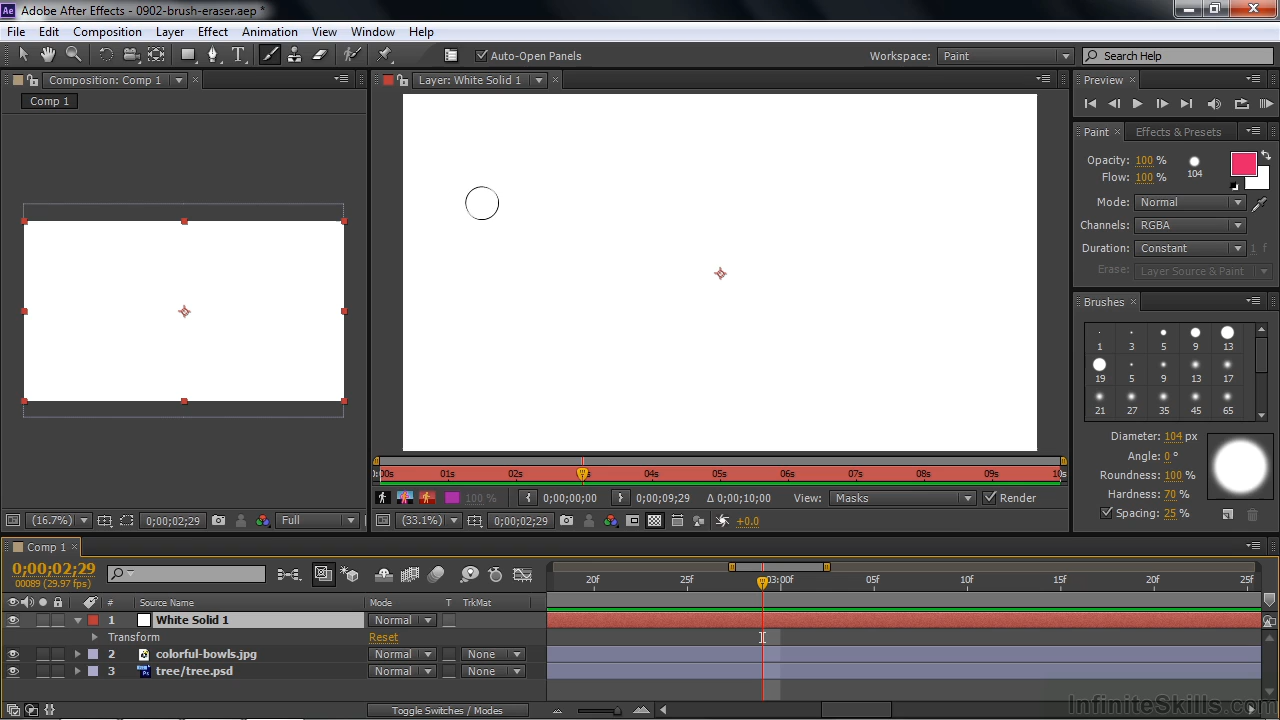 Adobe After Effects - 0902-brush-eraser.aep *
File Edit Composition Layer Effect Animation View Window Help
Auto-Open Panels
Workspace: Paint
Search Help
Composition: Comp 1
Comp 1
Layer: White Solid 1
Preview
Paint Effects & Presets
Opacity: 100 %
Flow: 100 %
104
Mode: Normal
Channels: RGBA
Duration: Constant 1 f
Erase: Layer Source & Paint
Brushes
1 3 5 9 13
19 5 9 13 17
21 27 35 45 65
Diameter: 104 px
Angle: 0 °
Roundness: 100 %
Hardness: 70 %
Spacing: 25 %
01s 02s 04s 05s 06s 07s 08s 09s
100 % 0;00;00;00 0;00;09;29 Δ 0;00;10;00 View: Masks Render
(16.7%) 0;00;02;29 Full
(33.1%) 0;00;02;29 +0.0
Comp 1
0;00;02;29
00089 (29.97 fps)
20f 25f 03:00f 05f 10f 15f 20f 25f
# Source Name Mode T TrkMat
1 White Solid 1 Normal
Transform Reset
2 colorful-bowls.jpg Normal None
3 tree/tree.psd Normal None
Toggle Switches / Modes
InfiniteSkills.com